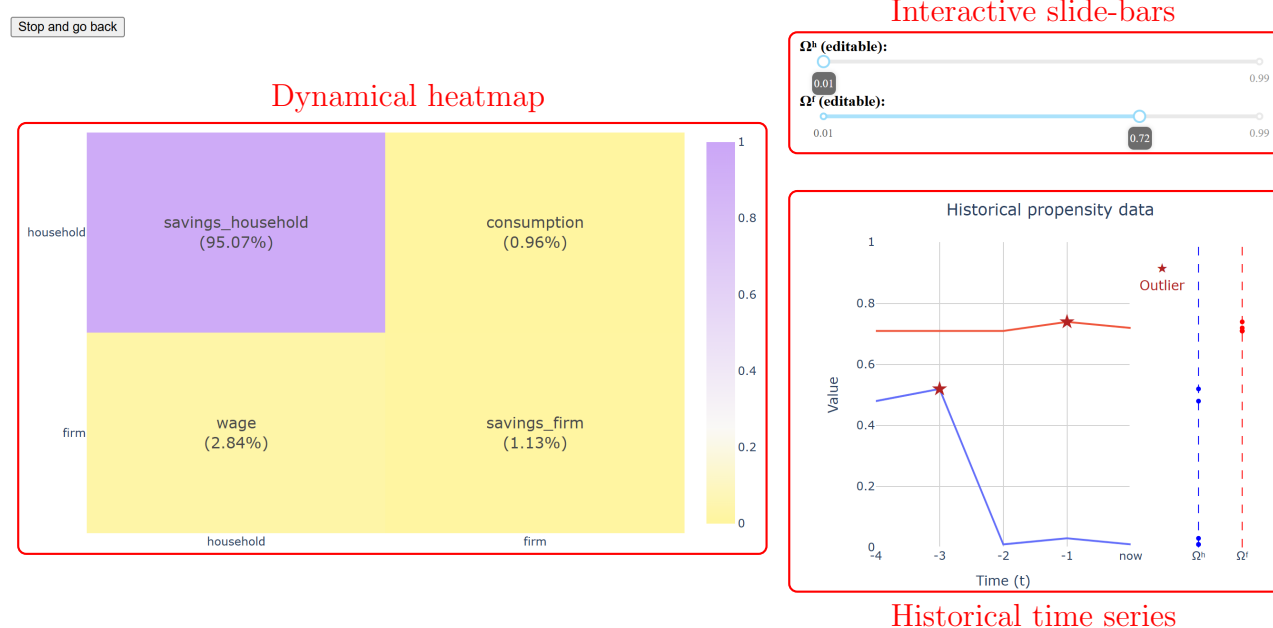 Stop and go back
Interactive slide-bars
Ωʰ (editable):
0.01
0.99
Ωᶠ (editable):
0.01
0.72
0.99
Dynamical heatmap
household
firm
savings_household
(95.07%)
consumption
(0.96%)
wage
(2.84%)
savings_firm
(1.13%)
household
firm
1
0.8
0.6
0.4
0.2
0
Historical propensity data
Value
1
0.8
0.6
0.4
0.2
0
-4
-3
-2
-1
now
Time (t)
Outlier
Ωʰ
Ωᶠ
Historical time series